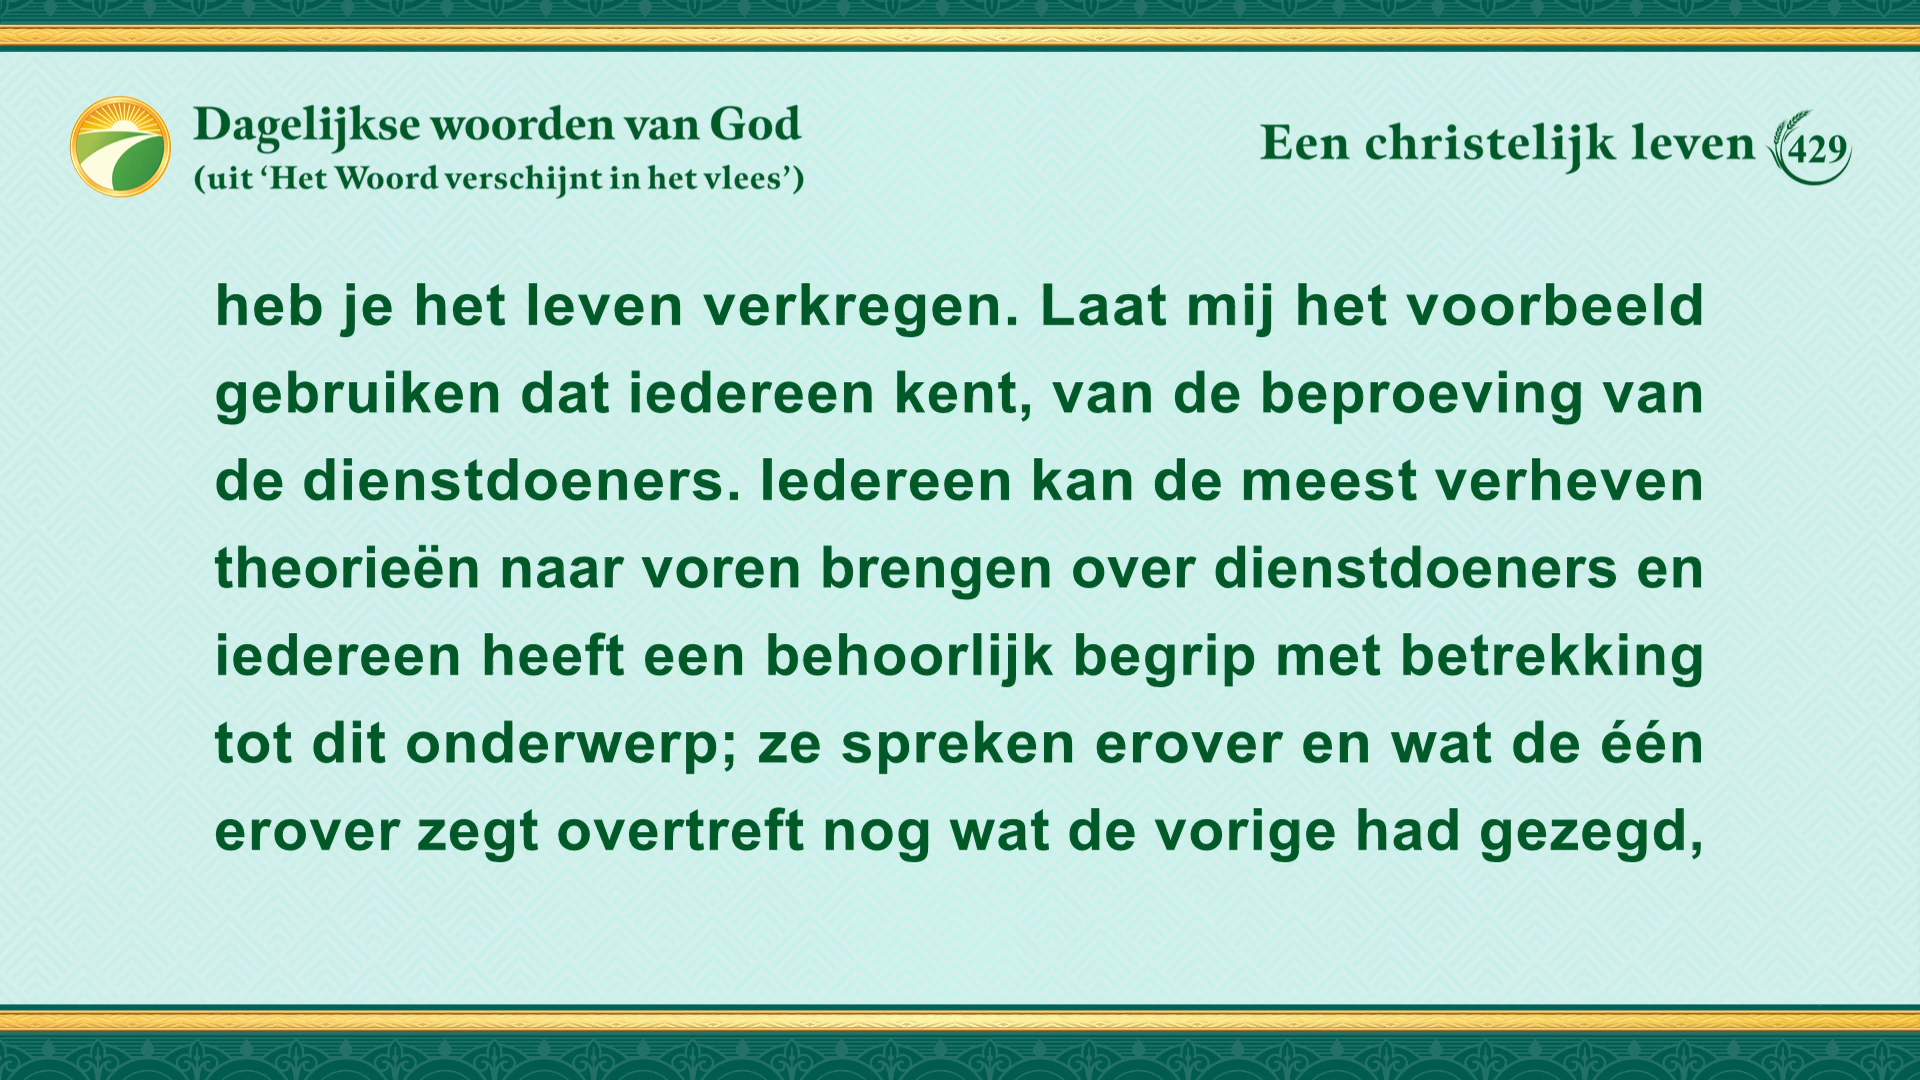 Dagelijkse woorden van God
(uit ‘Het Woord verschijnt in het vlees’)
Een christelijk leven 429
heb je het leven verkregen. Laat mij het voorbeeld
gebruiken dat iedereen kent, van de beproeving van
de dienstdoeners. Iedereen kan de meest verheven
theorieën naar voren brengen over dienstdoeners en
iedereen heeft een behoorlijk begrip met betrekking
tot dit onderwerp; ze spreken erover en wat de één
erover zegt overtreft nog wat de vorige had gezegd,